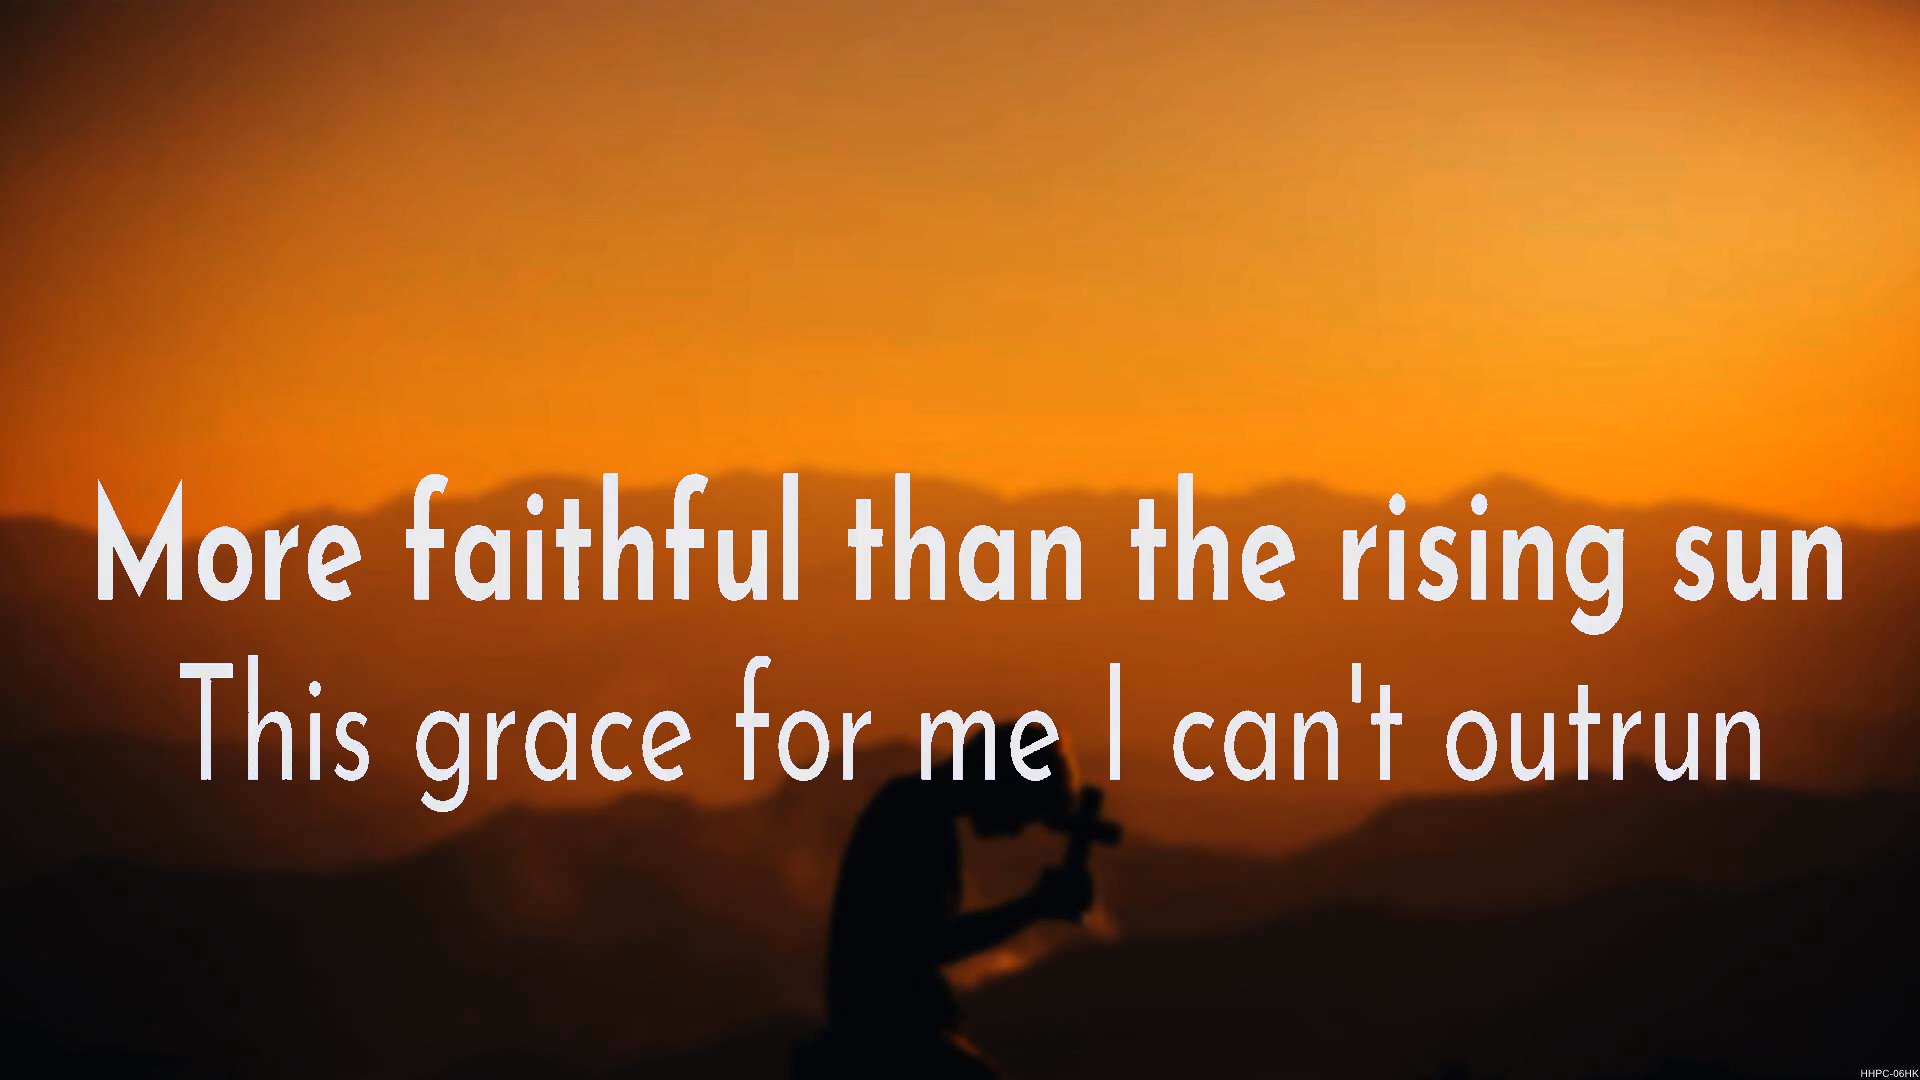 More faithful than the rising sun
This grace for me I can't outrun
HHPC-06HK